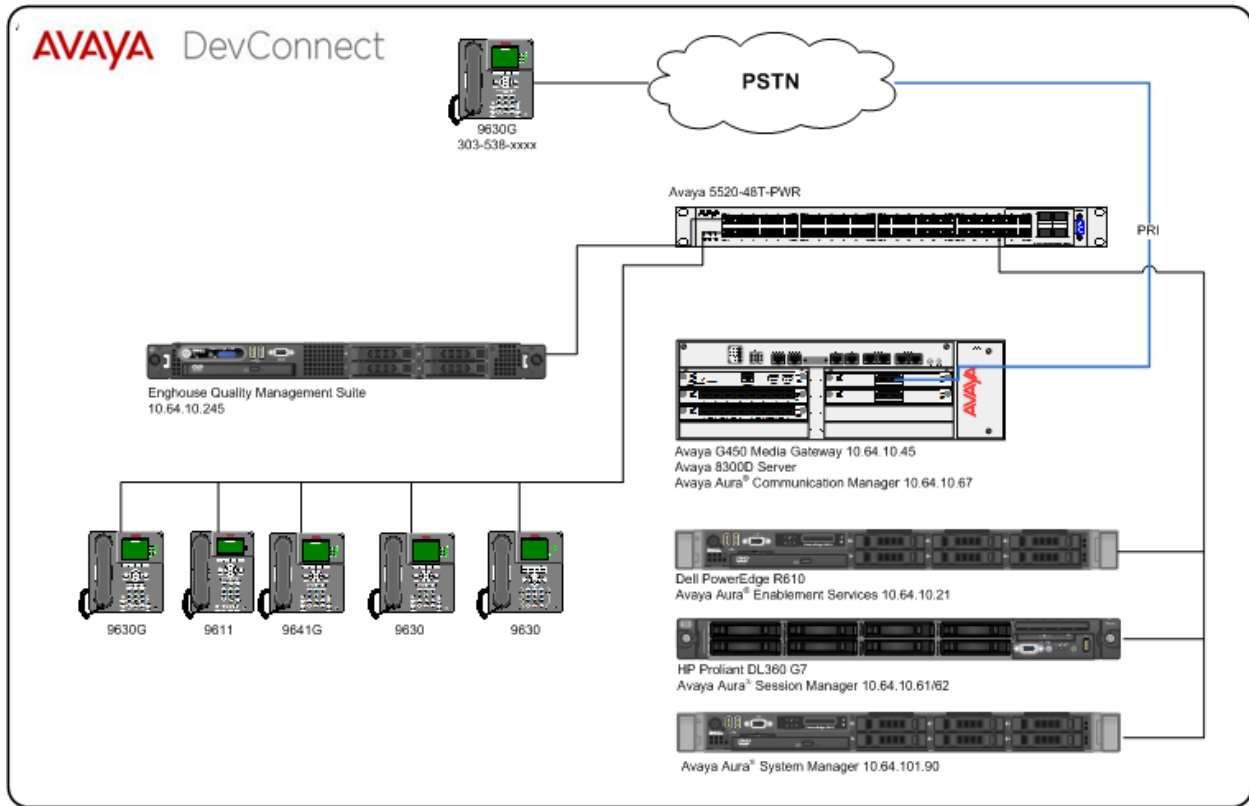 AVAYA DevConnect
PSTN
9630G
303-538-xxxx
Avaya 5520-48T-PWR
PRI
Enghouse Quality Management Suite
10.64.10.245
AVAYA
Avaya G450 Media Gateway 10.64.10.45
Avaya 8300D Server
Avaya Aura® Communication Manager 10.64.10.67
Dell PowerEdge R610
Avaya Aura® Enablement Services 10.64.10.21
9630G
9611
9641G
9630
9630
HP Proliant DL360 G7
Avaya Aura® Session Manager 10.64.10.61/62
Avaya Aura® System Manager 10.64.101.90